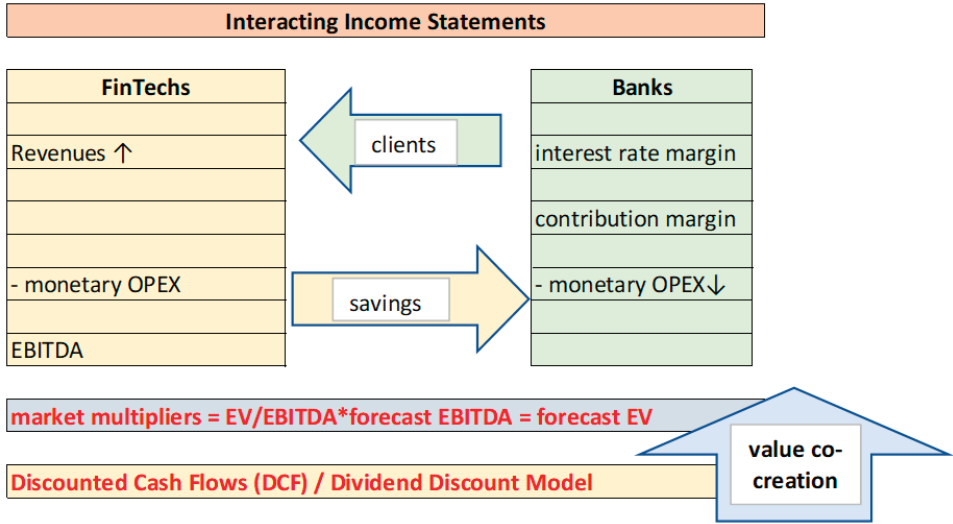 Interacting Income Statements
FinTechs
Banks
Revenues ↑
clients
interest rate margin
contribution margin
- monetary OPEX
savings
- monetary OPEX↓
EBITDA
market multipliers = EV/EBITDA*forecast EBITDA = forecast EV
value co-
creation
Discounted Cash Flows (DCF) / Dividend Discount Model